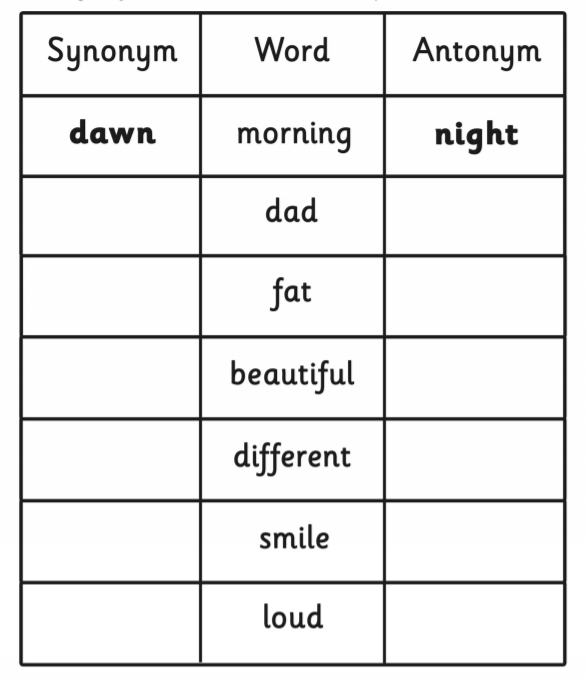 Synonym Word Antonym
dawn morning night
dad
fat
beautiful
different
smile
loud